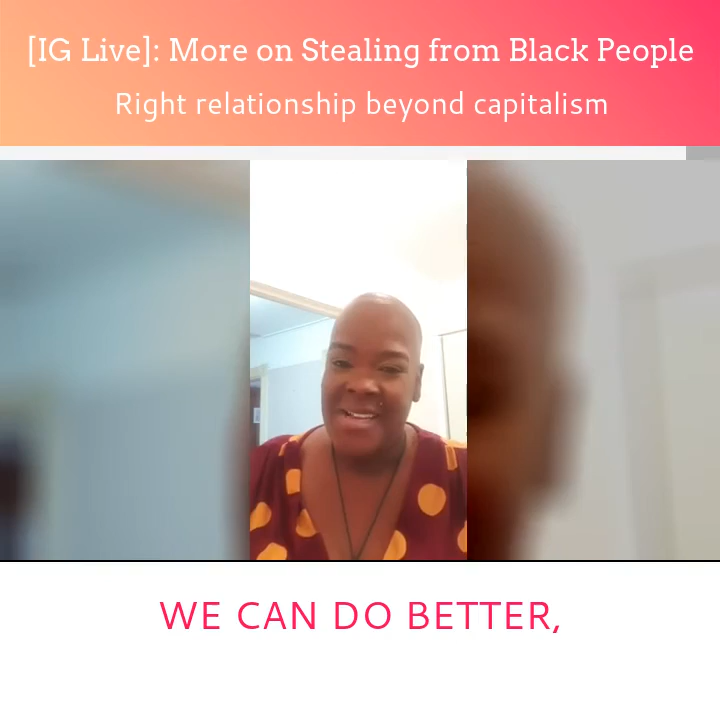 [IG Live]: More on Stealing from Black People
Right relationship beyond capitalism
WE CAN DO BETTER,